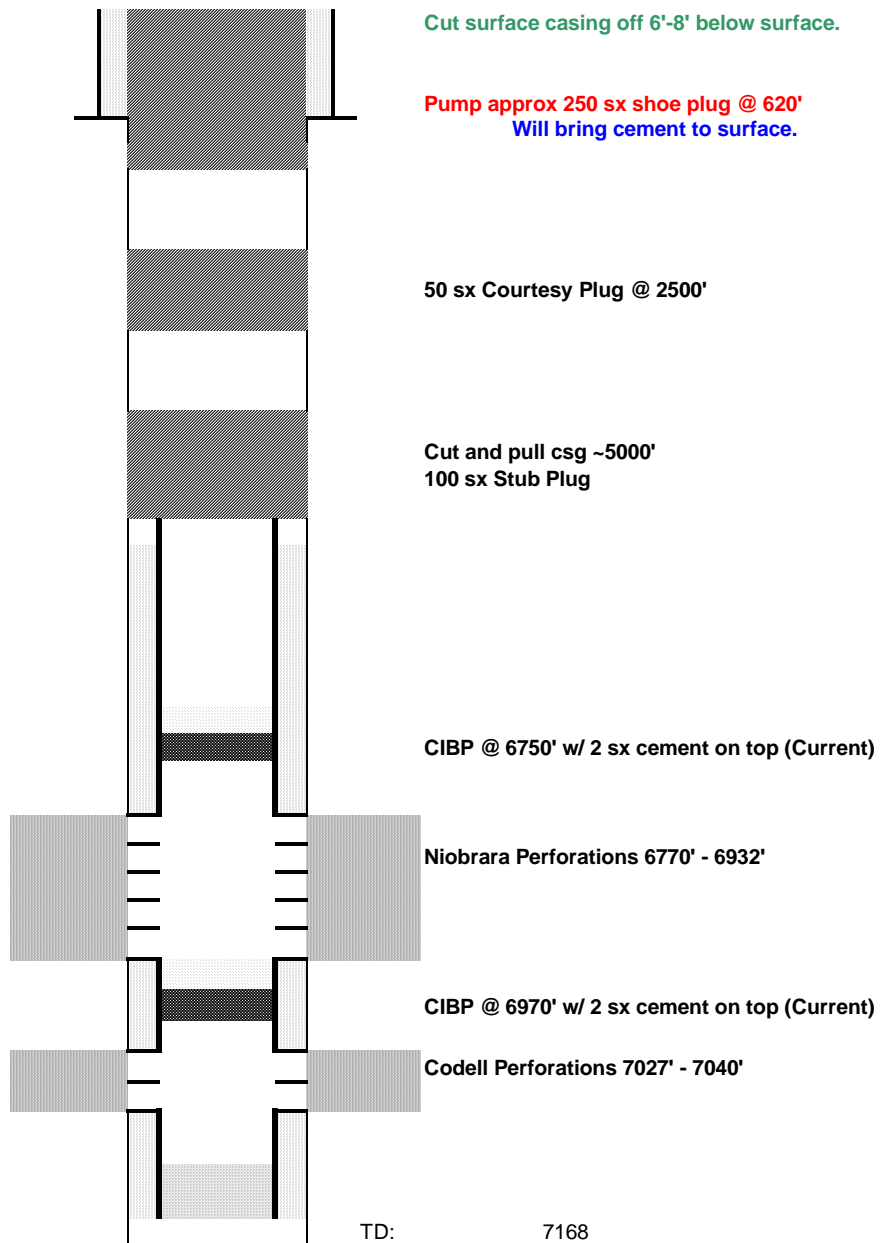 Cut surface casing off 6'-8' below surface.
Pump approx 250 sx shoe plug @ 620'
Will bring cement to surface.
50 sx Courtesy Plug @ 2500'
Cut and pull csg ~5000'
100 sx Stub Plug
CIBP @ 6750' w/ 2 sx cement on top (Current)
Niobrara Perforations 6770' - 6932'
CIBP @ 6970' w/ 2 sx cement on top (Current)
Codell Perforations 7027' - 7040'
TD: 7168